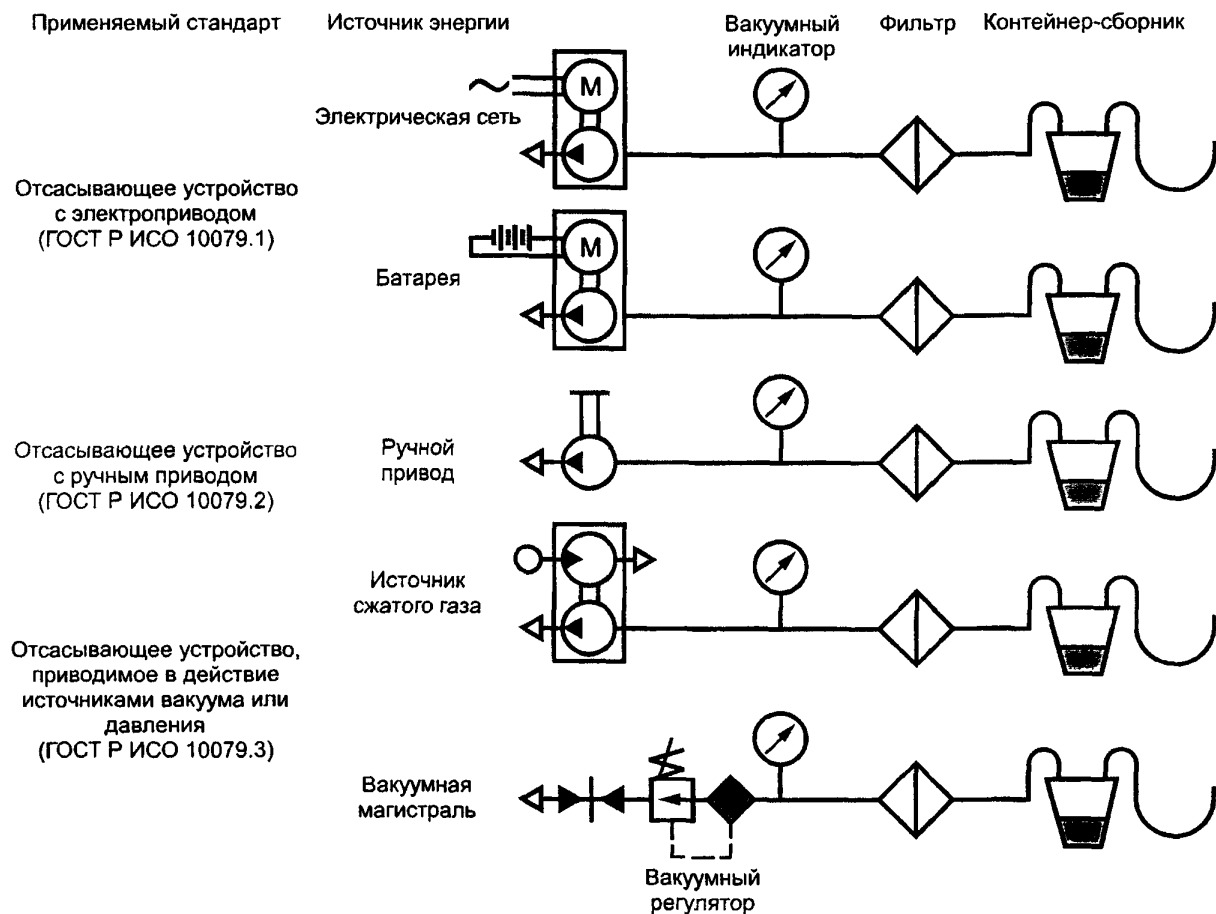 Применяемый стандарт
Источник энергии
Вакуумный
индикатор
Фильтр
Контейнер-сборник
M
Электрическая сеть
Отсасывающее устройство
с электроприводом
(ГОСТ Р ИСО 10079.1)
M
Батарея
Отсасывающее устройство
с ручным приводом
(ГОСТ Р ИСО 10079.2)
Ручной
привод
Источник
сжатого газа
Отсасывающее устройство,
приводимое в действие
источниками вакуума или
давления
(ГОСТ Р ИСО 10079.3)
Вакуумная
магистраль
Вакуумный
регулятор